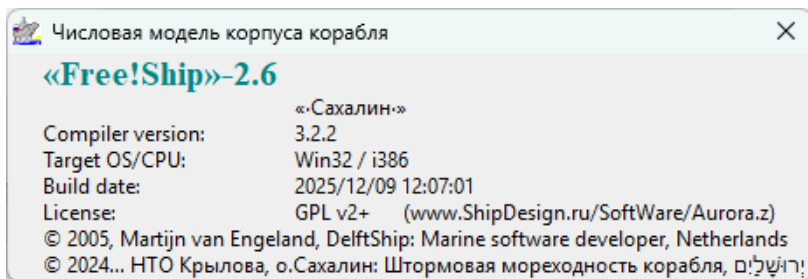 Числовая модель корпуса корабля
«Free!Ship»-2.6
«·Сахалин·»
Compiler version: 3.2.2
Target OS/CPU: Win32 / i386
Build date: 2025/12/09 12:07:01
License: GPL v2+ (www.ShipDesign.ru/SoftWare/Aurora.z)
© 2005, Martijn van Engeland, DelftShip: Marine software developer, Netherlands
© 2024... НТО Крылова, о.Сахалин: Штормовая мореходность корабля, יְרוּשָׁלַיִם